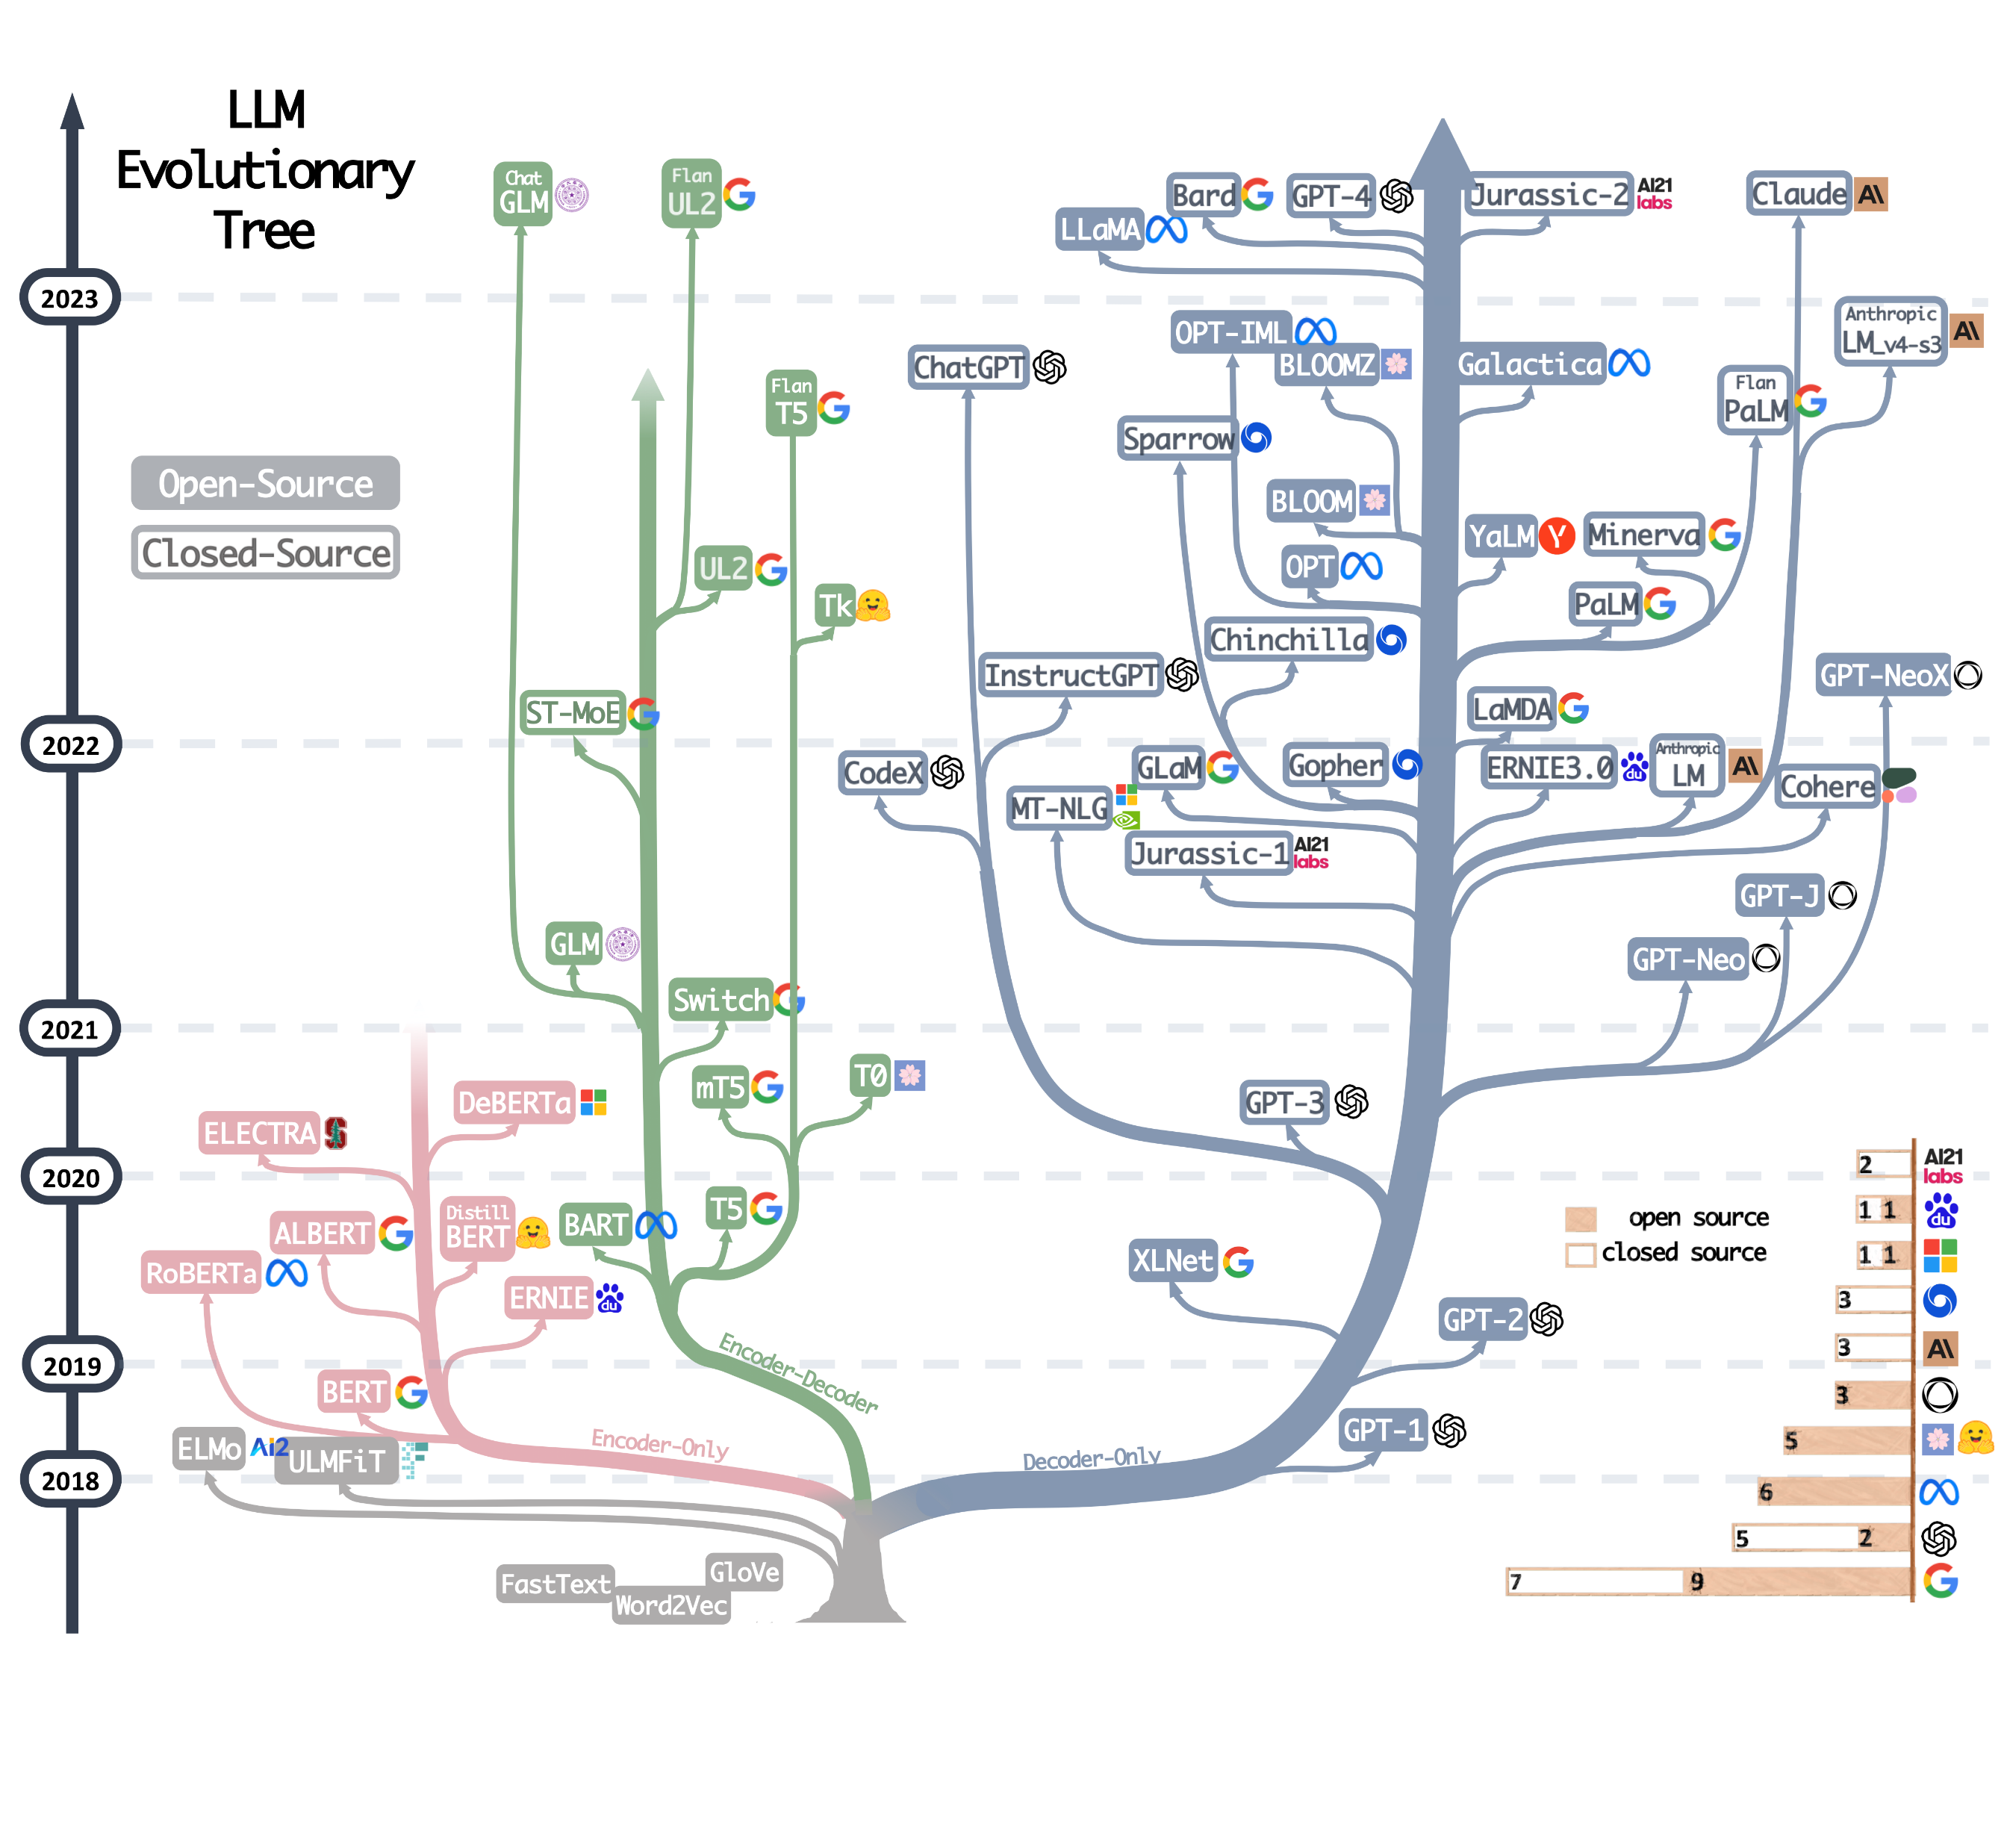 LLM
Evolutionary
Tree
Open-Source
Closed-Source
2023
2022
2021
2020
2019
2018
Chat
GLM
Flan
UL2
Flan
T5
UL2
Tk
ST-MoE
GLM
Switch
mT5
T0
T5
BART
Encoder-Decoder
DeBERTa
ELECTRA
ALBERT
Distill
BERT
RoBERTa
ERNIE
du
BERT
Encoder-Only
ELMo
Ai2
ULMFiT
FastText
GloVe
Word2Vec
Bard
GPT-4
Jurassic-2
AI21
labs
Claude
A\
LLaMA
OPT-IML
BLOOMZ
Galactica
Anthropic
LM_v4-s3
A\
ChatGPT
Flan
PaLM
Sparrow
BLOOM
YaLM
Y
Minerva
OPT
PaLM
Chinchilla
InstructGPT
GPT-NeoX
LaMDA
CodeX
GLaM
Gopher
ERNIE3.0
du
Anthropic
LM
A\
Cohere
MT-NLG
Jurassic-1
AI21
labs
GPT-J
GPT-Neo
GPT-3
XLNet
GPT-2
GPT-1
Decoder-Only
open source
closed source
2
AI21
labs
1 1
du
1 1
3
3
A\
3
5
6
5 2
7 9